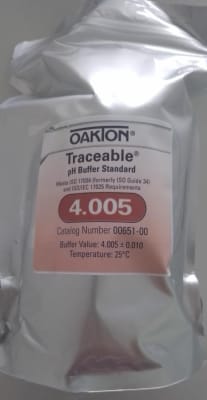 OAKTON®
Traceable®
pH Buffer Standard
Meets ISO 17034 (formerly ISO Guide 34)
and ISO/IEC 17025 Requirements
4.005
Catalog Number 00651-00
Buffer Value: 4.005 ± 0.010
Temperature: 25°C